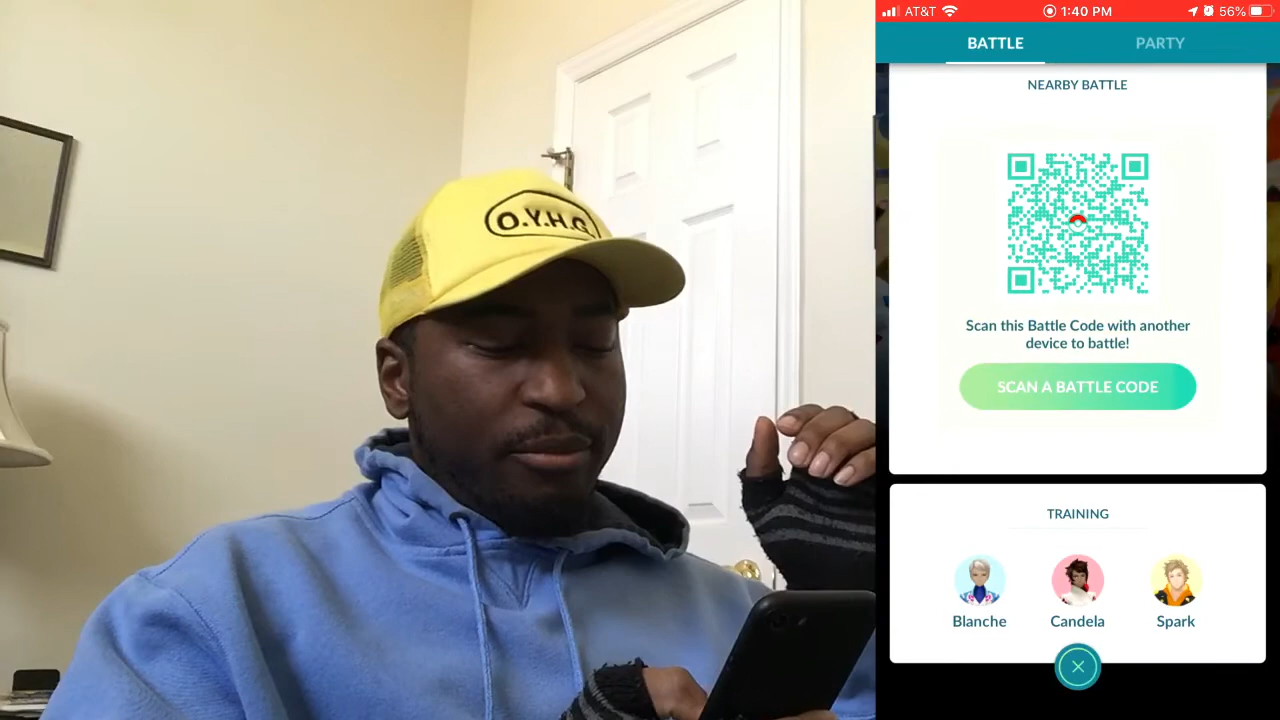 O.Y.H.G.
AT&T 1:40 PM 56%
BATTLE PARTY
NEARBY BATTLE
Scan this Battle Code with another
device to battle!
SCAN A BATTLE CODE
TRAINING
Blanche Candela Spark